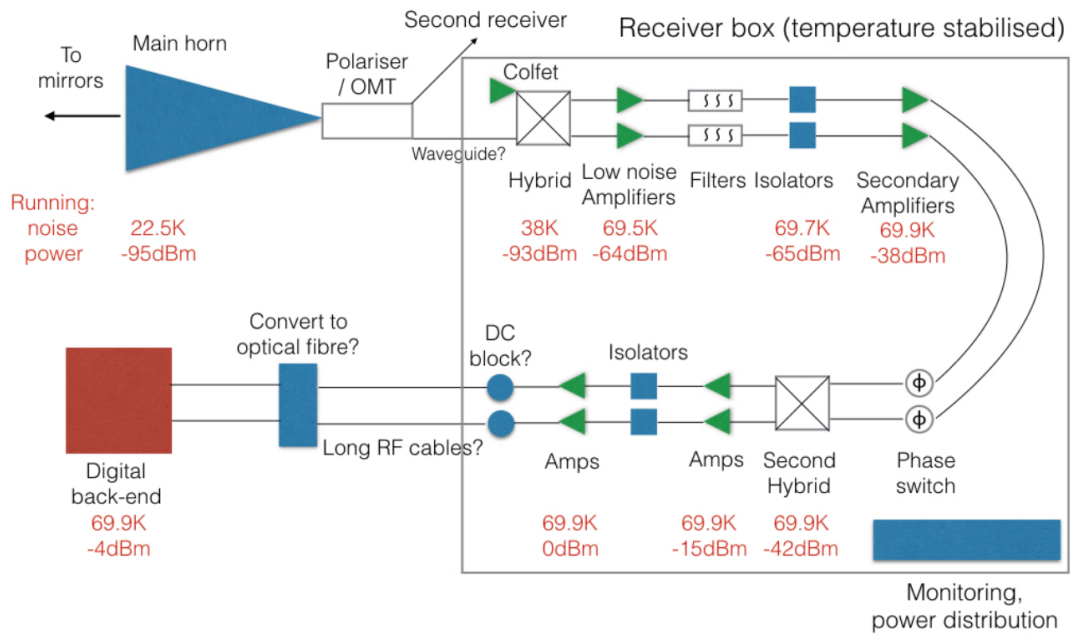 Second receiver
Receiver box (temperature stabilised)
Main horn
To
mirrors
Polariser
/ OMT
Colfet
Waveguide?
Hybrid
Low noise
Amplifiers
Filters
Isolators
Secondary
Amplifiers
Running:
noise
power
22.5K
-95dBm
38K
-93dBm
69.5K
-64dBm
69.7K
-65dBm
69.9K
-38dBm
Convert to
optical fibre?
DC
block?
Isolators
ϕ
ϕ
Long RF cables?
Digital
back-end
69.9K
-4dBm
Amps
69.9K
0dBm
Amps
69.9K
-15dBm
Second
Hybrid
69.9K
-42dBm
Phase
switch
Monitoring,
power distribution